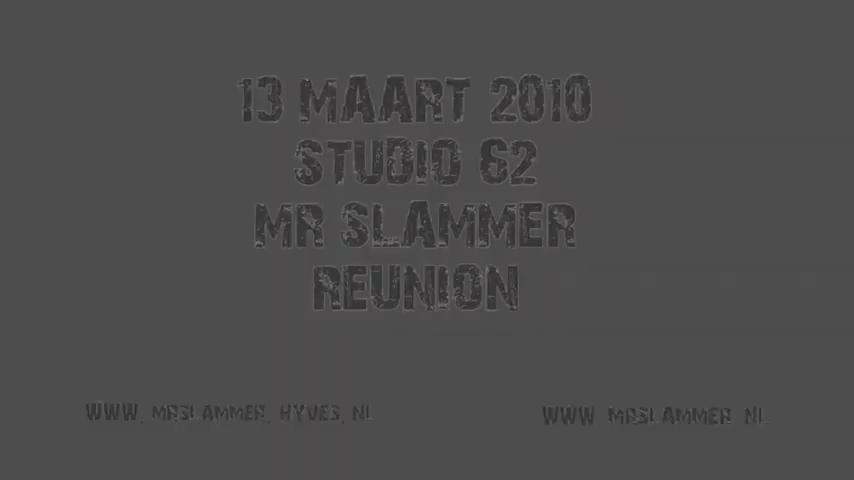 13 MAART 2010
STUDIO 62
MR SLAMMER
REUNION
WWW. MRSLAMMER. HYVES. NL
WWW. MRSLAMMER. NL